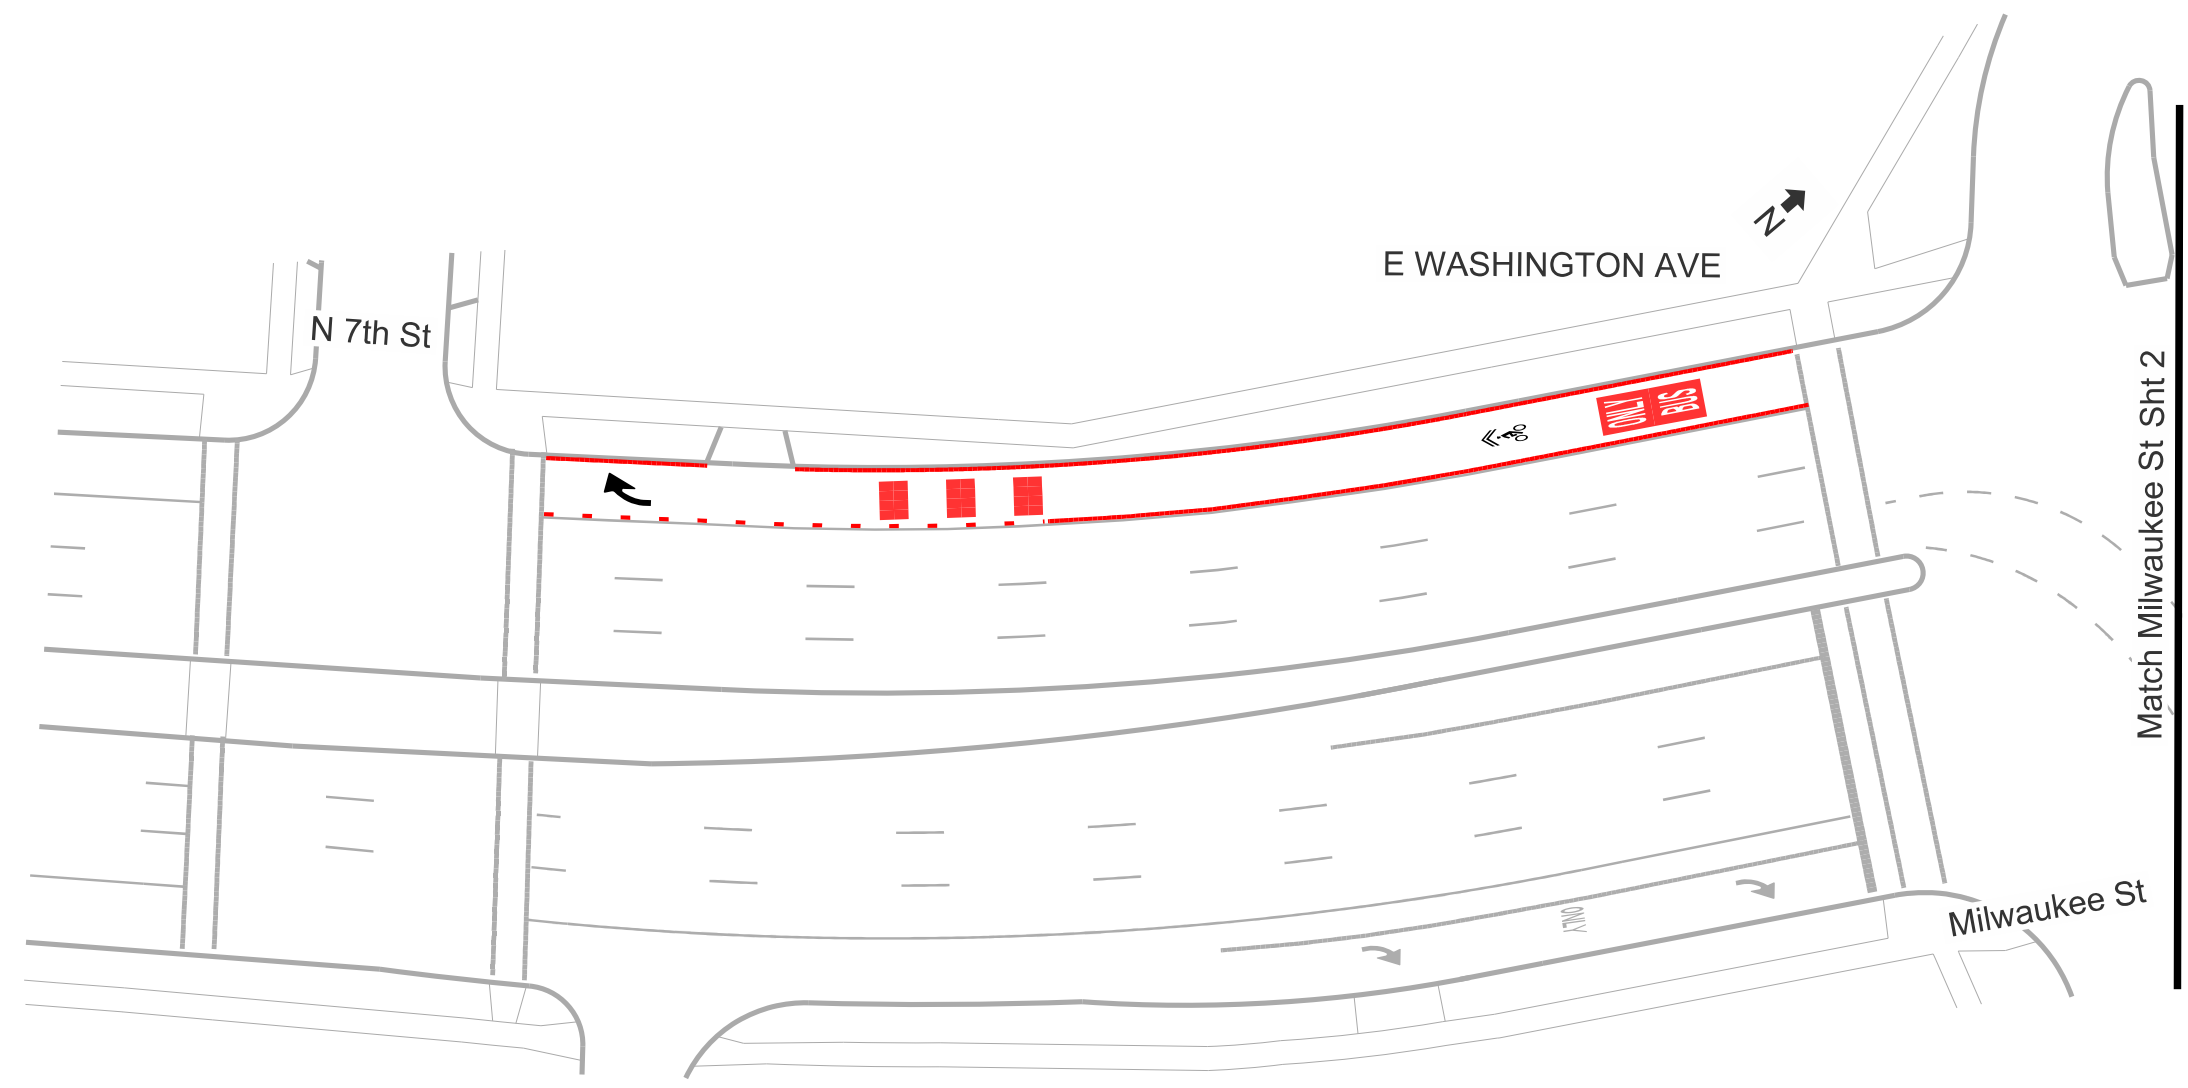 N
E WASHINGTON AVE
N 7th St
ONLY
BUS
Match Milwaukee St Sht 2
ONLY
Milwaukee St